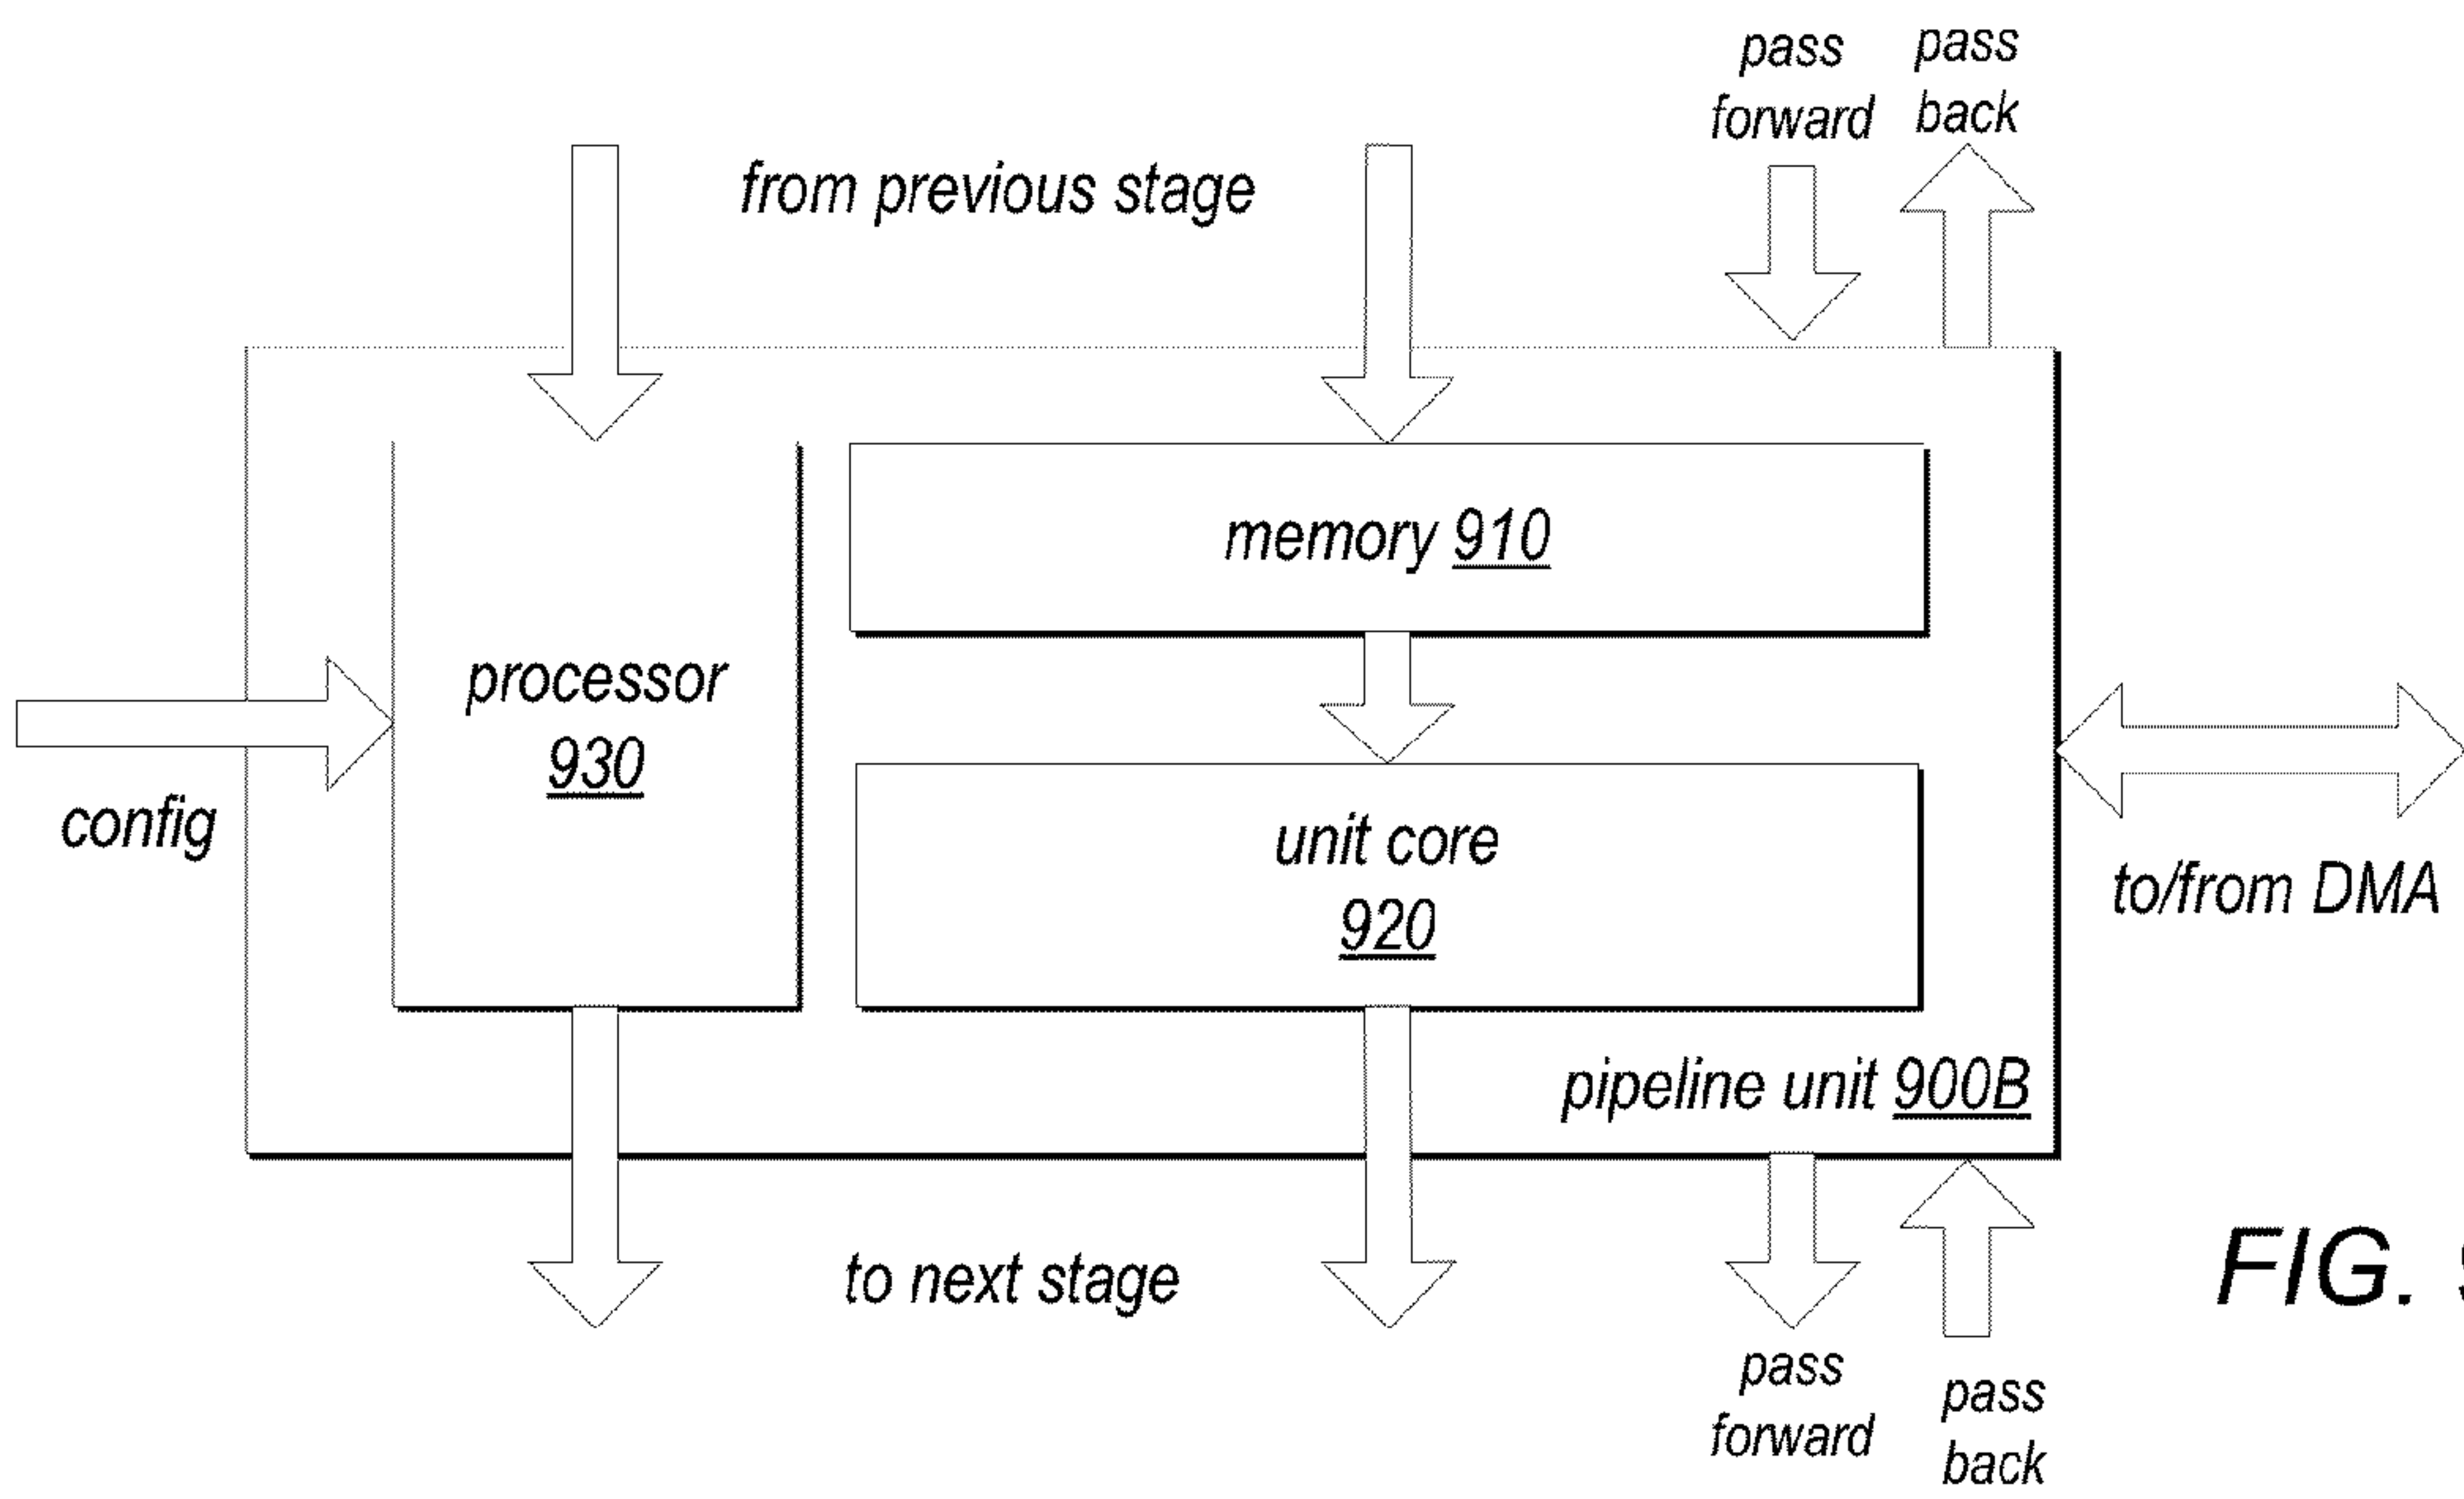 pass
forward
pass
back
from previous stage
memory 910
processor
930
config
unit core
920
to/from DMA
pipeline unit 900B
to next stage
FIG.
pass
forward
pass
back